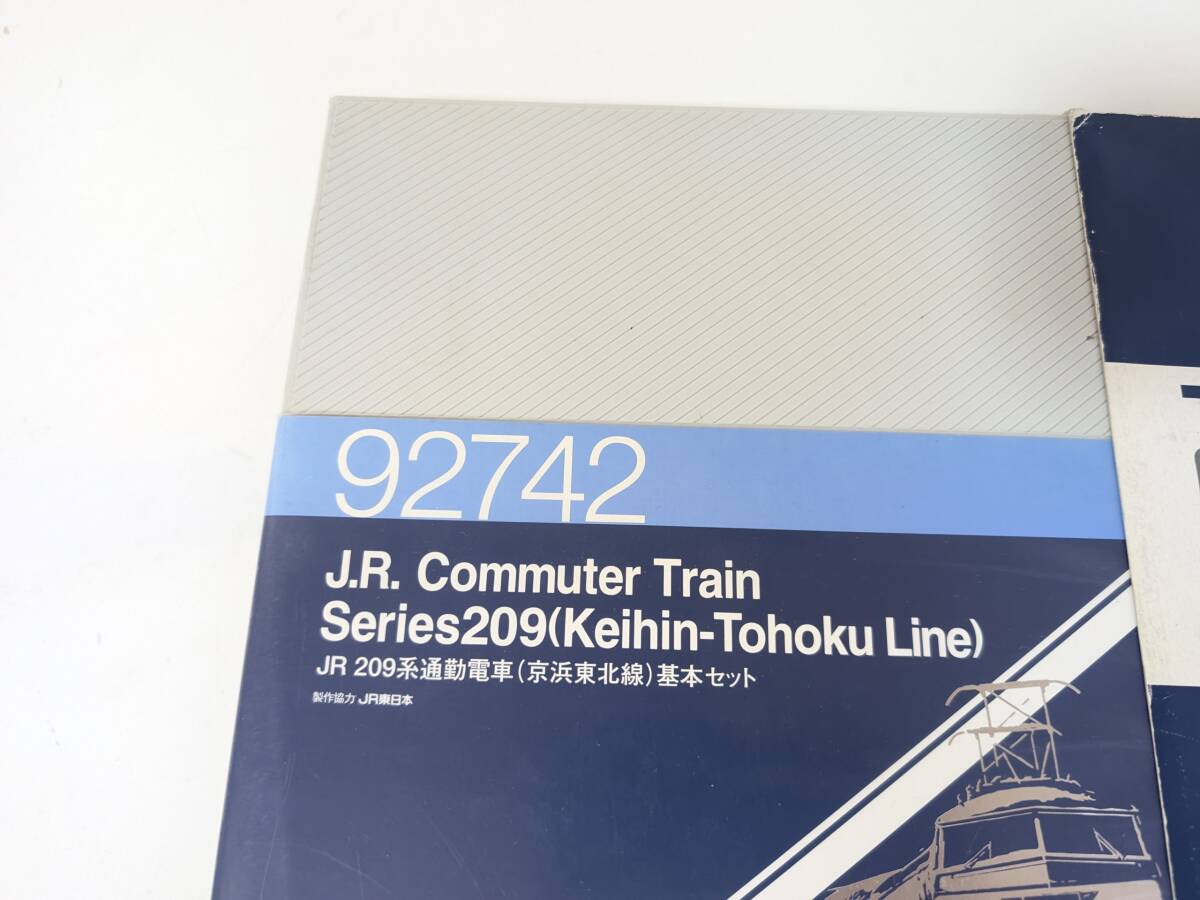 92742
J.R. Commuter Train
Series209(Keihin-Tohoku Line)
JR 209系通勤電車(京浜東北線)基本セット
製作協力 JR東日本